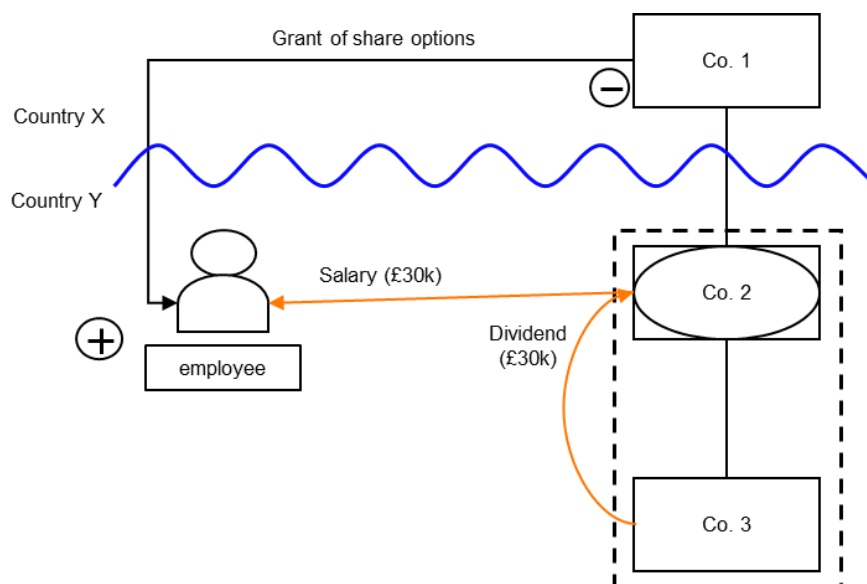 Grant of share options
Co. 1
−
Country X
Country Y
Salary (£30k)
Co. 2
+
Dividend
(£30k)
employee
Co. 3